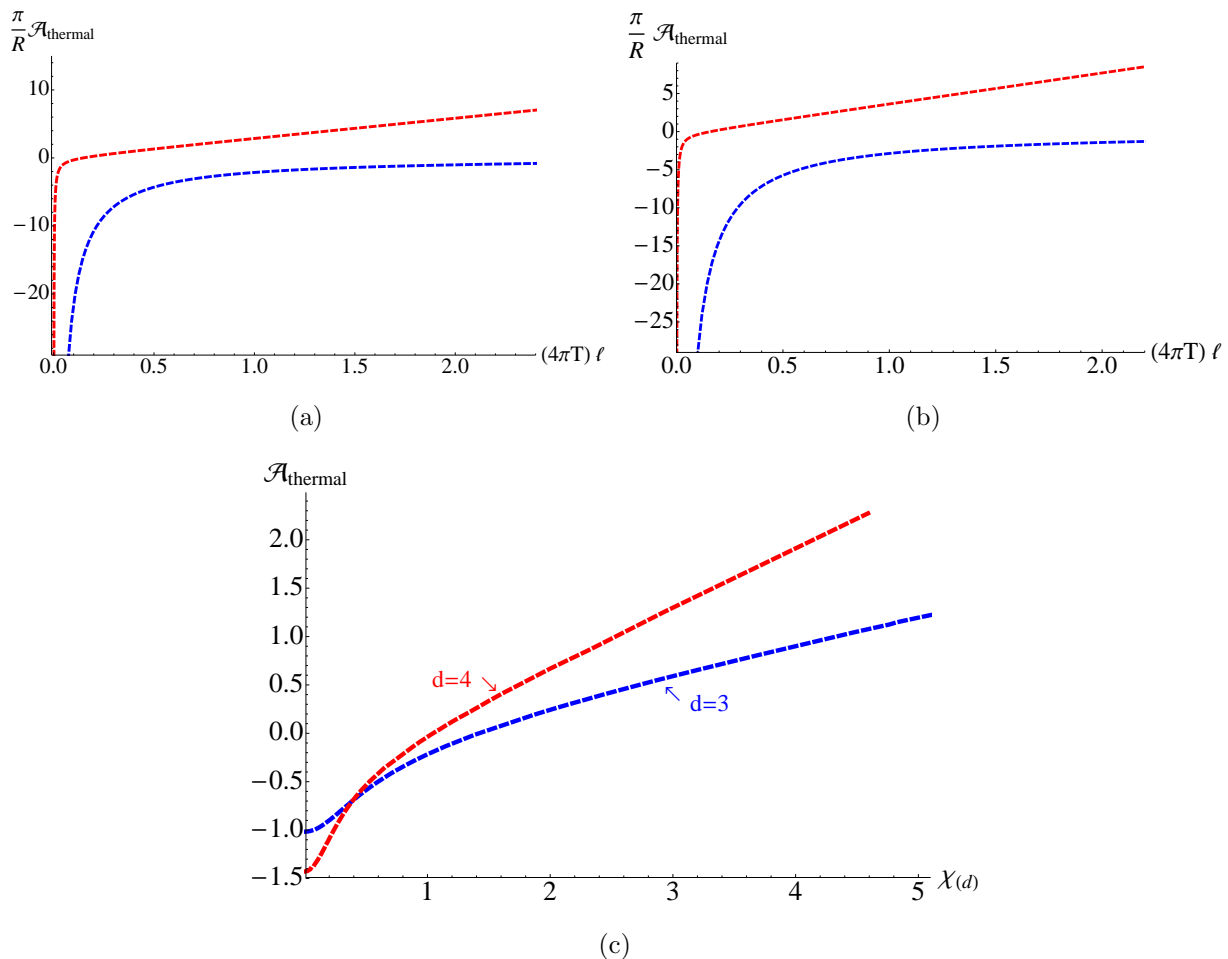 π/R 𝒜thermal
10
0
−10
−20
0.0 0.5 1.0 1.5 2.0 (4πT) ℓ
(a)
π/R 𝒜thermal
5
0
−5
−10
−15
−20
−25
0.0 0.5 1.0 1.5 2.0 (4πT) ℓ
(b)
𝒜thermal
2.0
1.5
1.0
0.5
0.0
−0.5
−1.0
−1.5
d=4
d=3
1 2 3 4 5 χ(d)
(c)